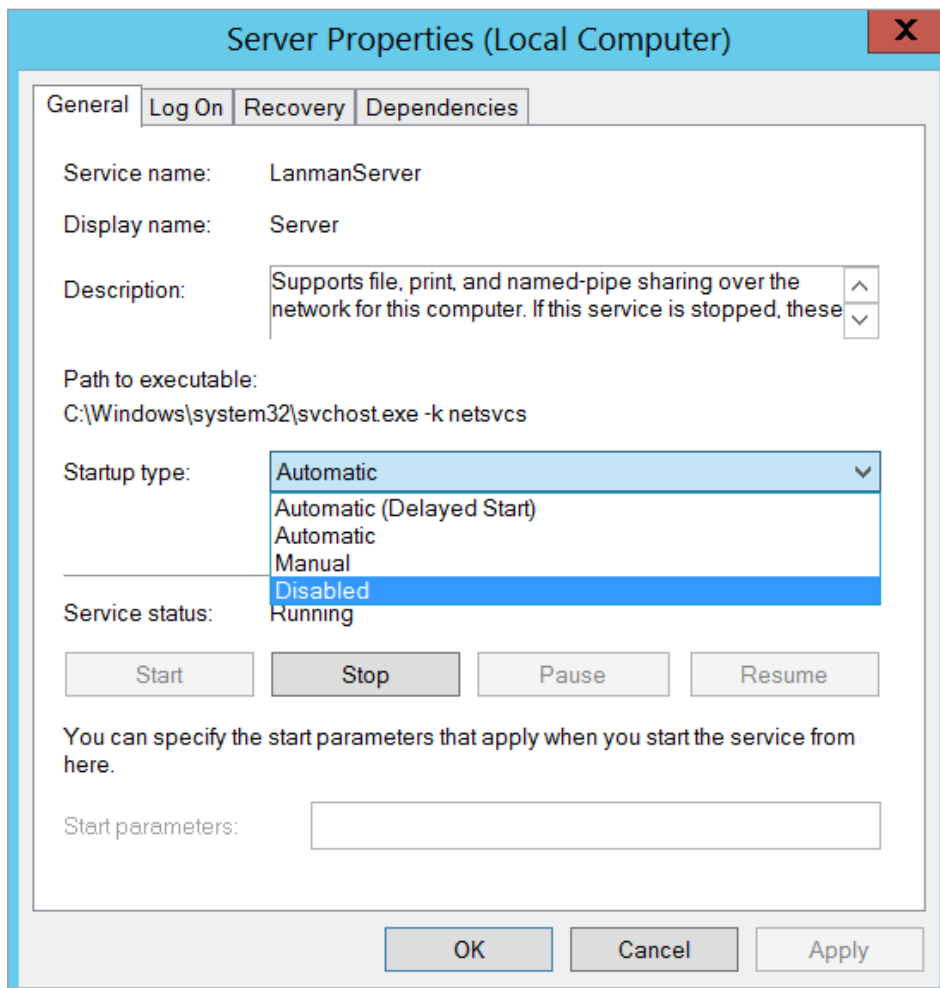 Server Properties (Local Computer)
X
General Log On Recovery Dependencies
Service name: LanmanServer
Display name: Server
Description: Supports file, print, and named-pipe sharing over the
network for this computer. If this service is stopped, these
Path to executable:
C:\Windows\system32\svchost.exe -k netsvcs
Startup type: Automatic
Automatic (Delayed Start)
Automatic
Manual
Disabled
Service status: Running
Start Stop Pause Resume
You can specify the start parameters that apply when you start the service from
here.
Start parameters:
OK Cancel Apply